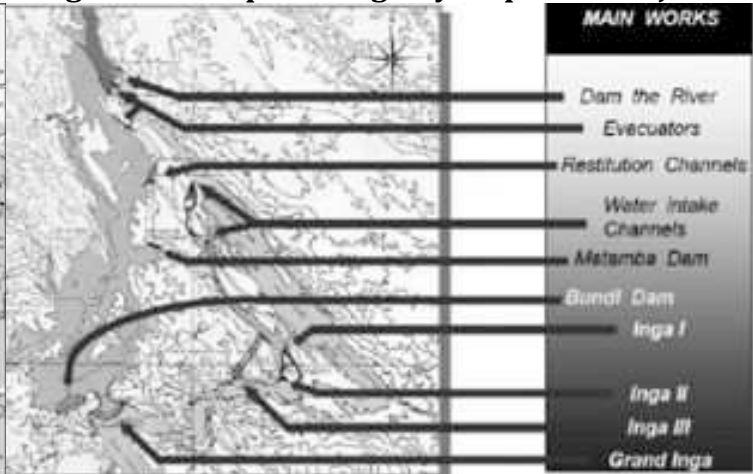 MAIN WORKS
Dam the River
Evacuators
Restitution Channels
Water intake
Channels
Matamba Dam
Bundi Dam
Inga I
Inga II
Inga III
Grand Inga